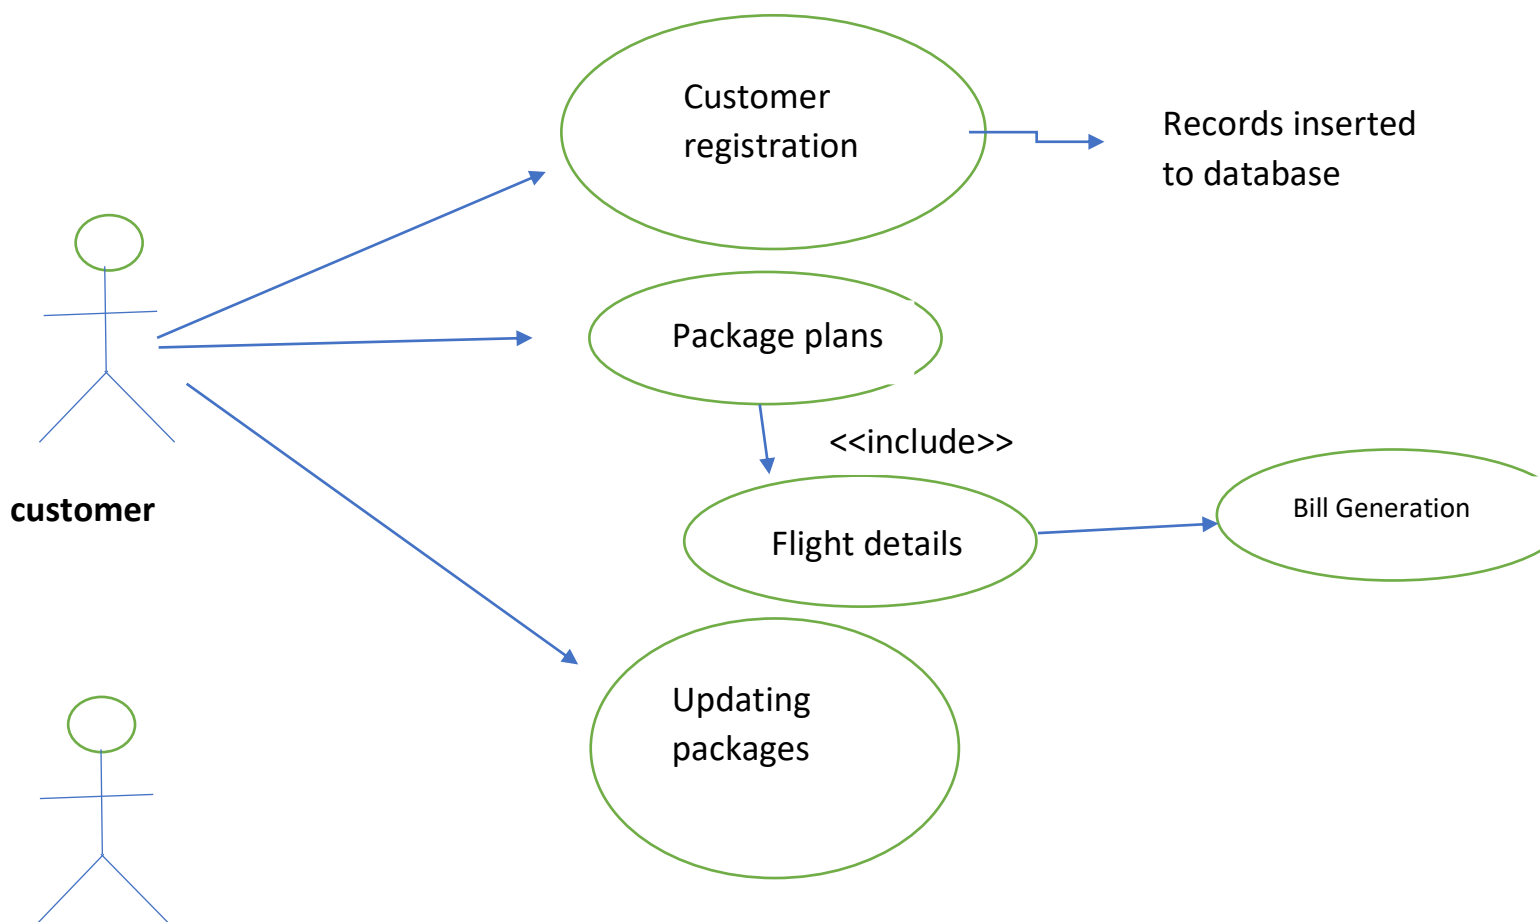 Customer
registration
Records inserted
to database
Package plans
<<include>>
customer
Flight details
Bill Generation
Updating
packages